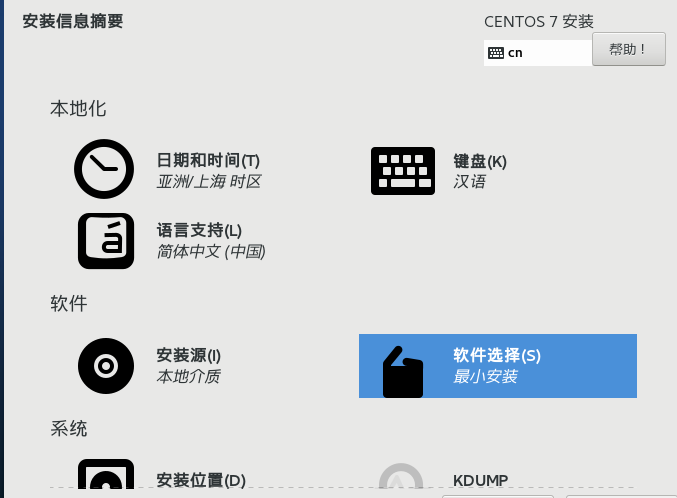 安装信息摘要
CENTOS 7 安装
cn
帮助！
本地化
日期和时间(T)
亚洲/上海 时区
键盘(K)
汉语
语言支持(L)
简体中文 (中国)
软件
安装源(I)
本地介质
软件选择(S)
最小安装
系统
安装位置(D)
KDUMP